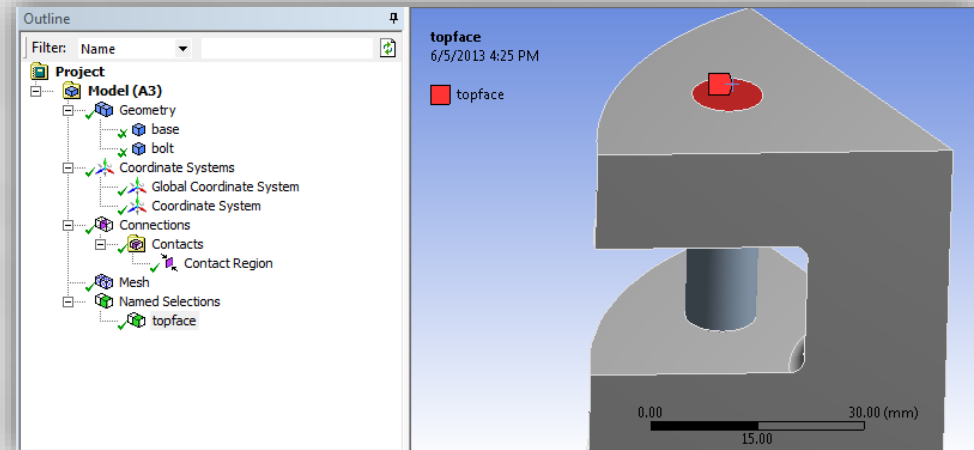 Outline
Filter: Name
Project
Model (A3)
Geometry
base
bolt
Coordinate Systems
Global Coordinate System
Coordinate System
Connections
Contacts
Contact Region
Mesh
Named Selections
topface
topface
6/5/2013 4:25 PM
topface
0.00 30.00 (mm)
15.00